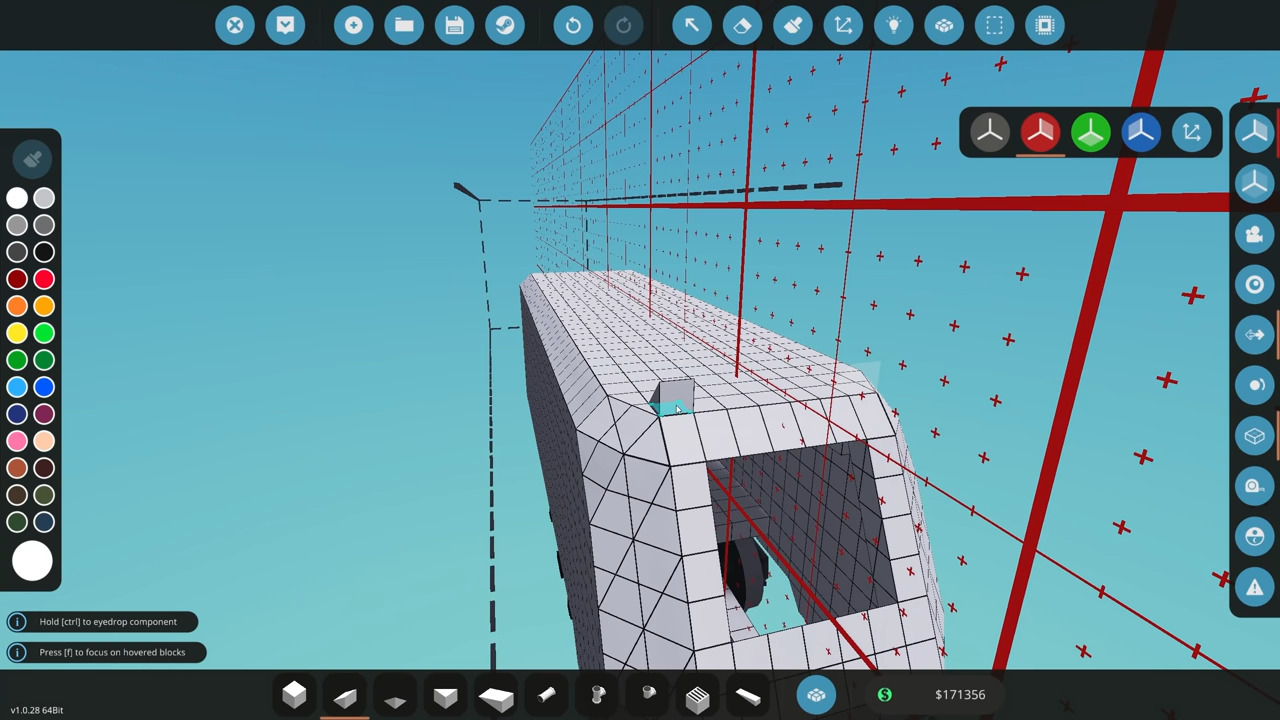 Hold [ctrl] to eyedrop component
Press [f] to focus on hovered blocks
$171356
v1.0.28 64Bit